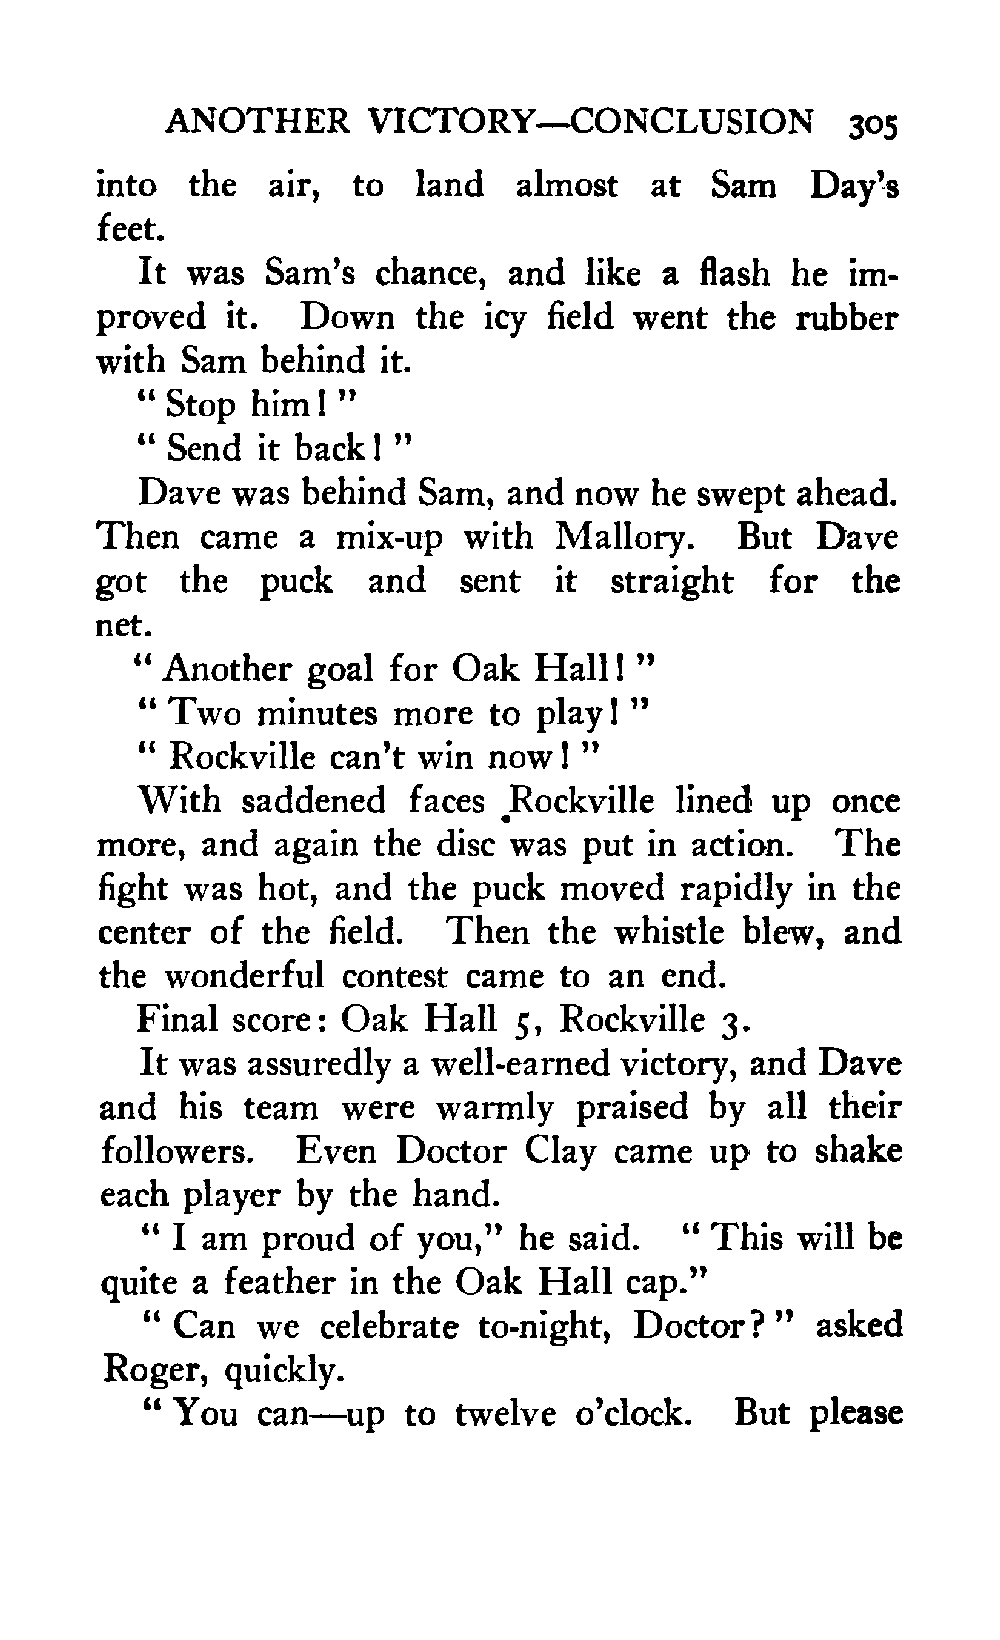 ANOTHER VICTORY—CONCLUSION 305
into the air, to land almost at Sam Day's
feet.
It was Sam's chance, and like a flash he im-
proved it. Down the icy field went the rubber
with Sam behind it.
" Stop him! "
" Send it back! "
Dave was behind Sam, and now he swept ahead.
Then came a mix-up with Mallory. But Dave
got the puck and sent it straight for the
net.
" Another goal for Oak Hall! "
" Two minutes more to play! "
" Rockville can't win now! "
With saddened faces Rockville lined up once
more, and again the disc was put in action. The
fight was hot, and the puck moved rapidly in the
center of the field. Then the whistle blew, and
the wonderful contest came to an end.
Final score: Oak Hall 5, Rockville 3.
It was assuredly a well-earned victory, and Dave
and his team were warmly praised by all their
followers. Even Doctor Clay came up to shake
each player by the hand.
" I am proud of you," he said. " This will be
quite a feather in the Oak Hall cap."
" Can we celebrate to-night, Doctor? " asked
Roger, quickly.
" You can—up to twelve o'clock. But please